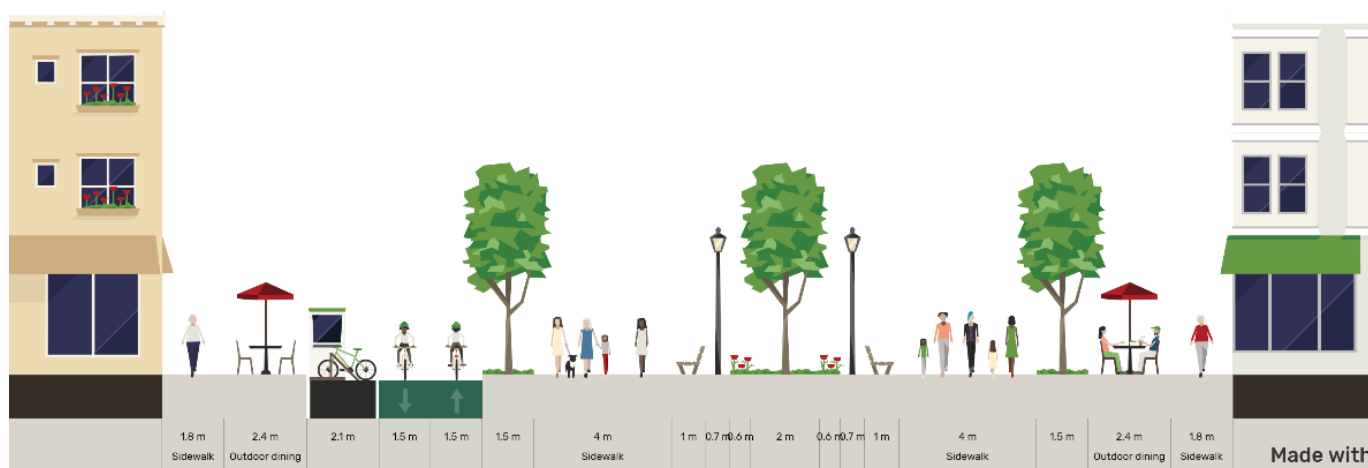 1.8 m
Sidewalk
2.4 m
Outdoor dining
2.1 m
1.5 m
1.5 m
1.5 m
4 m
Sidewalk
1 m
0.7 m
0.6 m
2 m
0.6 m
0.7 m
1 m
4 m
Sidewalk
1.5 m
2.4 m
Outdoor dining
1.8 m
Sidewalk
Made with